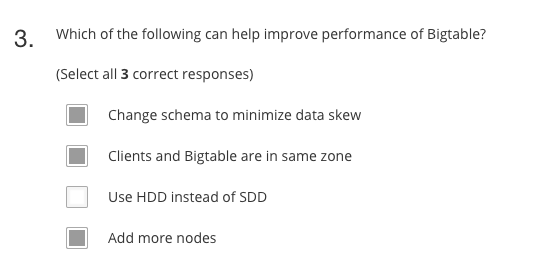 3. Which of the following can help improve performance of Bigtable?
(Select all 3 correct responses)
Change schema to minimize data skew
Clients and Bigtable are in same zone
Use HDD instead of SDD
Add more nodes